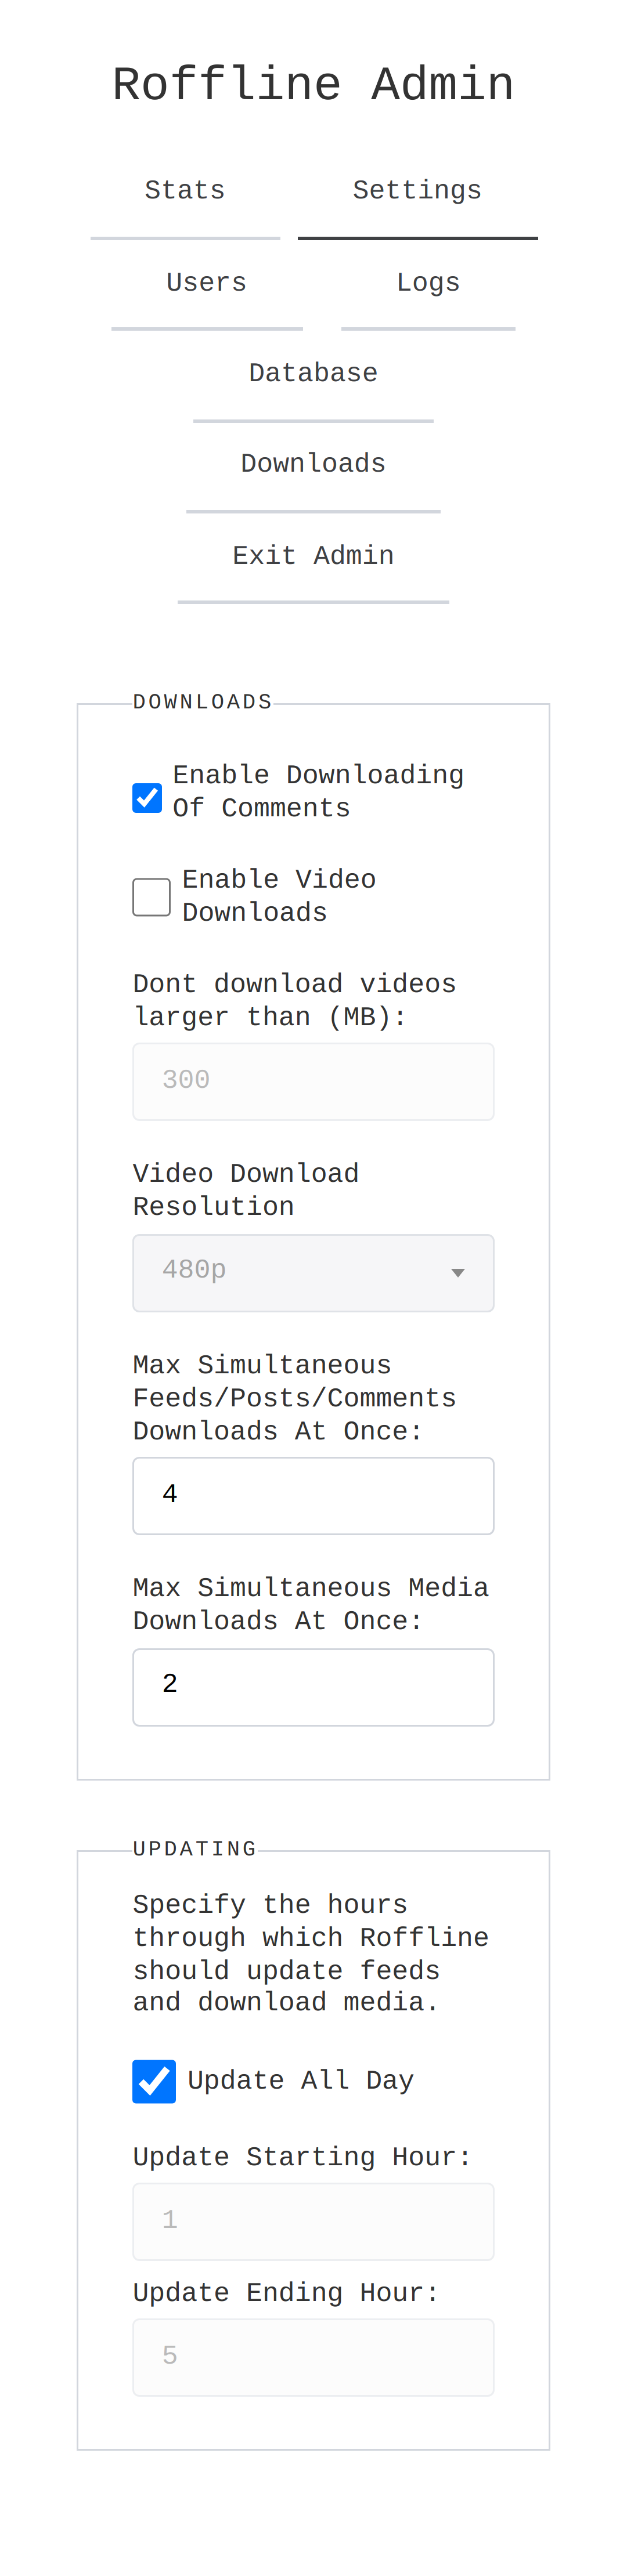 Roffline Admin
Stats
Settings
Users
Logs
Database
Downloads
Exit Admin
DOWNLOADS
Enable Downloading
Of Comments
Enable Video
Downloads
Dont download videos
larger than (MB):
300
Video Download
Resolution
480p
Max Simultaneous
Feeds/Posts/Comments
Downloads At Once:
4
Max Simultaneous Media
Downloads At Once:
2
UPDATING
Specify the hours
through which Roffline
should update feeds
and download media.
Update All Day
Update Starting Hour:
1
Update Ending Hour:
5